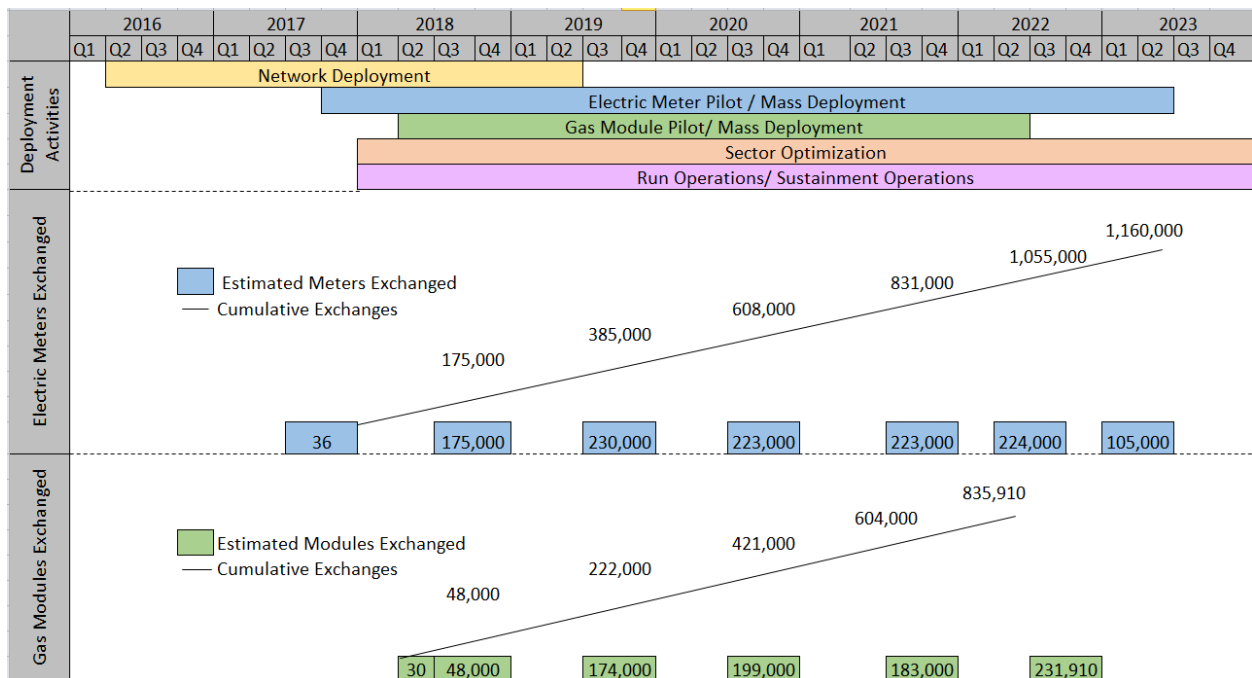 2016 2017 2018 2019 2020 2021 2022 2023
Q1 Q2 Q3 Q4 Q1 Q2 Q3 Q4 Q1 Q2 Q3 Q4 Q1 Q2 Q3 Q4 Q1 Q2 Q3 Q4 Q1 Q2 Q3 Q4 Q1 Q2 Q3 Q4 Q1 Q2 Q3 Q4
Deployment
Activities
Network Deployment
Electric Meter Pilot / Mass Deployment
Gas Module Pilot/ Mass Deployment
Sector Optimization
Run Operations/ Sustainment Operations
Electric Meters Exchanged
Estimated Meters Exchanged
Cumulative Exchanges
175,000
385,000
608,000
831,000
1,055,000
1,160,000
36 175,000 230,000 223,000 223,000 224,000 105,000
Gas Modules Exchanged
Estimated Modules Exchanged
Cumulative Exchanges
48,000
222,000
421,000
604,000
835,910
30 48,000 174,000 199,000 183,000 231,910